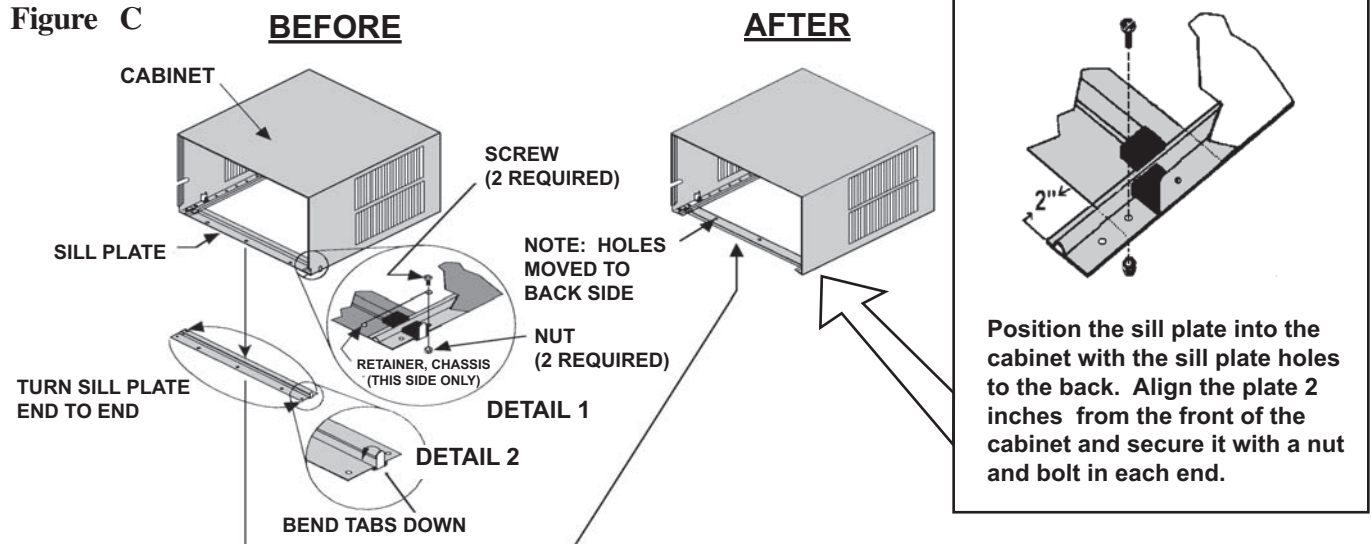 Figure C
BEFORE
AFTER
CABINET
SCREW
(2 REQUIRED)
SILL PLATE
NOTE: HOLES
MOVED TO
BACK SIDE
NUT
(2 REQUIRED)
RETAINER, CHASSIS
(THIS SIDE ONLY)
DETAIL 1
TURN SILL PLATE
END TO END
DETAIL 2
BEND TABS DOWN
2"
Position the sill plate into the
cabinet with the sill plate holes
to the back. Align the plate 2
inches from the front of the
cabinet and secure it with a nut
and bolt in each end.